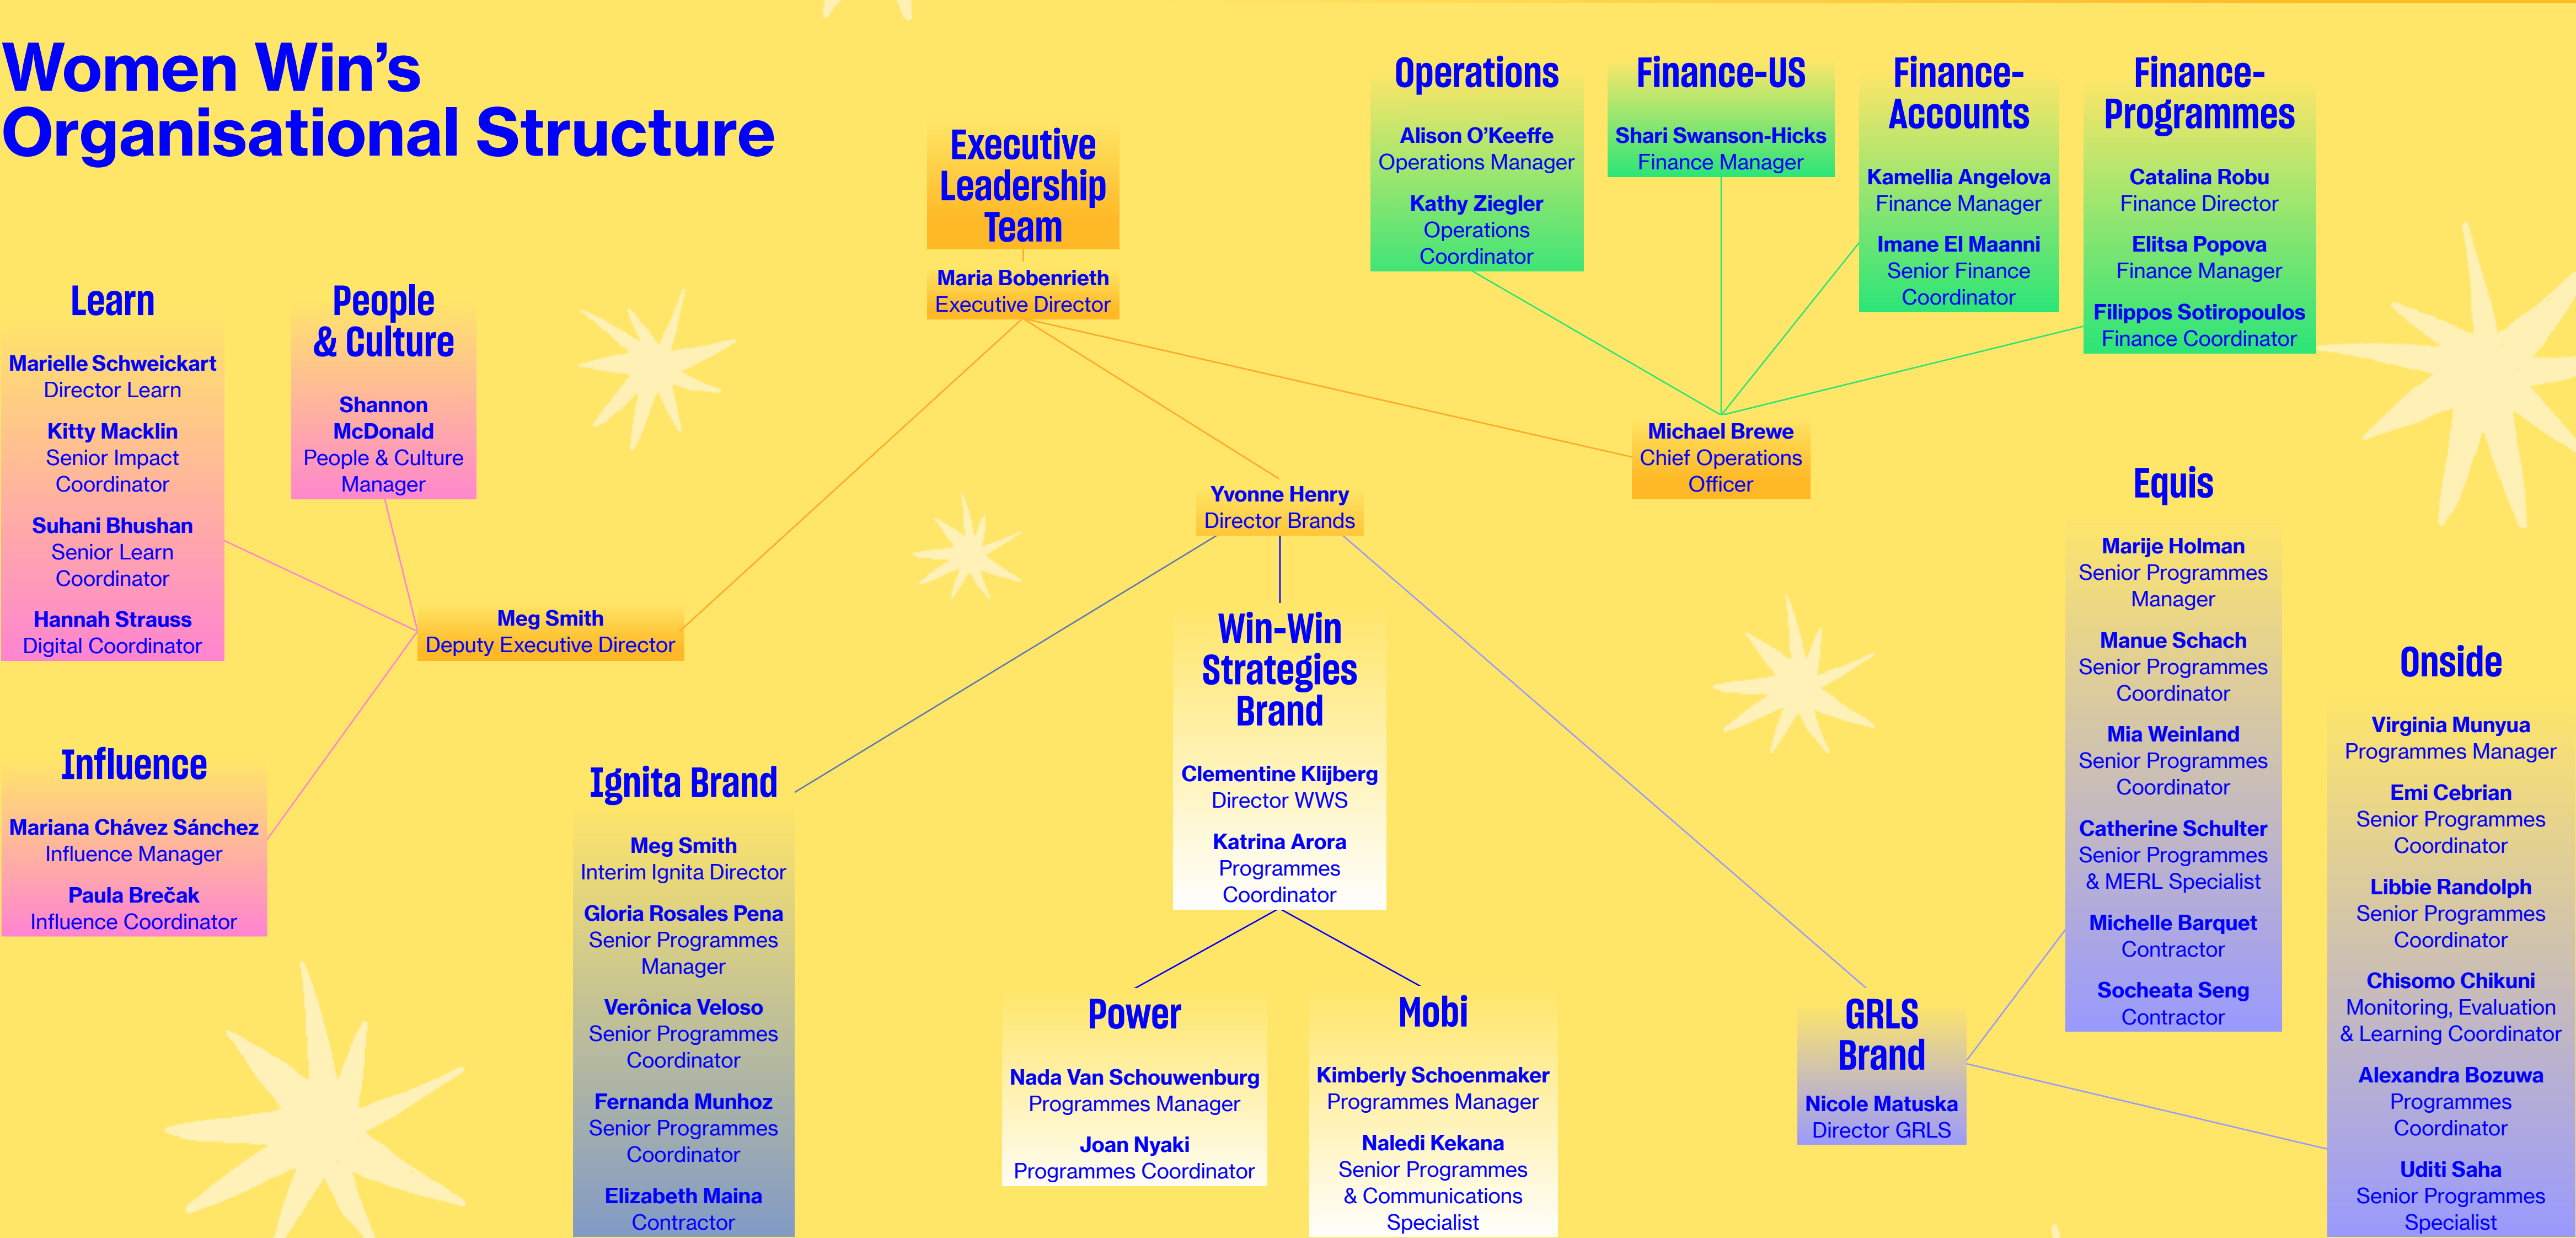 Women Win's
Organisational Structure
Executive
Leadership
Team
Maria Bobenrieth
Executive Director
Operations
Alison O'Keeffe
Operations Manager
Kathy Ziegler
Operations
Coordinator
Finance-US
Shari Swanson-Hicks
Finance Manager
Finance-
Accounts
Kamellia Angelova
Finance Manager
Imane El Maanni
Senior Finance
Coordinator
Finance-
Programmes
Catalina Robu
Finance Director
Elitsa Popova
Finance Manager
Filippos Sotiropoulos
Finance Coordinator
Learn
Marielle Schweickart
Director Learn
Kitty Macklin
Senior Impact
Coordinator
Suhani Bhushan
Senior Learn
Coordinator
Hannah Strauss
Digital Coordinator
People
& Culture
Shannon
McDonald
People & Culture
Manager
Michael Brewe
Chief Operations
Officer
Yvonne Henry
Director Brands
Meg Smith
Deputy Executive Director
Influence
Mariana Chávez Sánchez
Influence Manager
Paula Brečak
Influence Coordinator
Ignita Brand
Meg Smith
Interim Ignita Director
Gloria Rosales Pena
Senior Programmes
Manager
Verônica Veloso
Senior Programmes
Coordinator
Fernanda Munhoz
Senior Programmes
Coordinator
Elizabeth Maina
Contractor
Win-Win
Strategies
Brand
Clementine Klijberg
Director WWS
Katrina Arora
Programmes
Coordinator
Power
Nada Van Schouwenburg
Programmes Manager
Joan Nyaki
Programmes Coordinator
Mobi
Kimberly Schoenmaker
Programmes Manager
Naledi Kekana
Senior Programmes
& Communications
Specialist
GRLS
Brand
Nicole Matuska
Director GRLS
Equis
Marije Holman
Senior Programmes
Manager
Manue Schach
Senior Programmes
Coordinator
Mia Weinland
Senior Programmes
Coordinator
Catherine Schulter
Senior Programmes
& MERL Specialist
Michelle Barquet
Contractor
Socheata Seng
Contractor
Onside
Virginia Munyua
Programmes Manager
Emi Cebrian
Senior Programmes
Coordinator
Libbie Randolph
Senior Programmes
Coordinator
Chisomo Chikuni
Monitoring, Evaluation
& Learning Coordinator
Alexandra Bozuwa
Programmes
Coordinator
Uditi Saha
Senior Programmes
Specialist